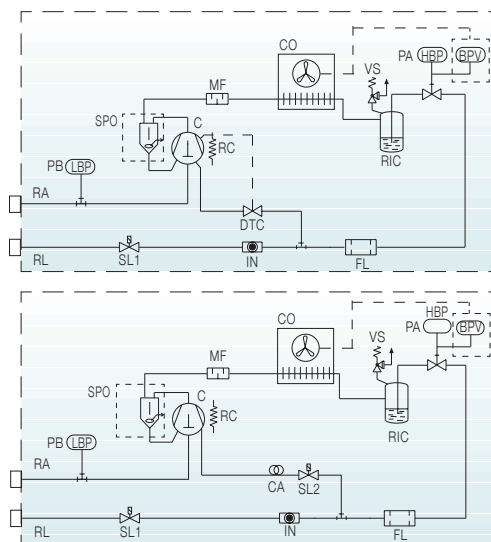 CO
VS
PA
HBP
BPV
MF
SPO
C
RC
RIC
PB
LBP
RA
DTC
RL
SL1
IN
FL
CO
VS
HBP
PA
BPV
MF
SPO
C
RC
RIC
PB
LBP
RA
CA
SL2
RL
SL1
IN
FL